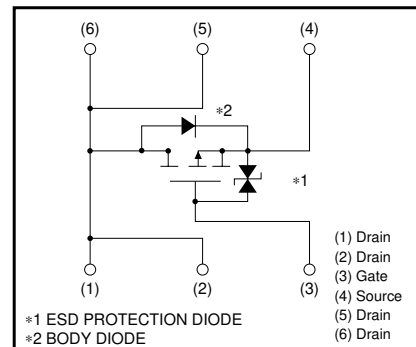 (6) (5) (4)
*2
*1
(1) (2) (3)
(1) Drain
(2) Drain
(3) Gate
(4) Source
(5) Drain
(6) Drain
*1 ESD PROTECTION DIODE
*2 BODY DIODE